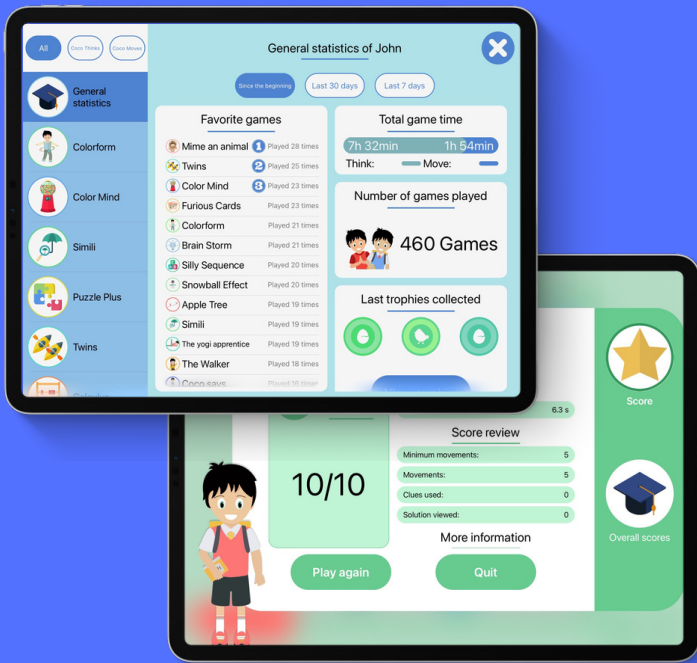 All
Coco Thinks
Coco Moves
General statistics
Colorform
Color Mind
Simili
Puzzle Plus
Twins
General statistics of John
Since the beginning
Last 30 days
Last 7 days
Favorite games
Mime an animal 1 Played 28 times
Twins 2 Played 25 times
Color Mind 3 Played 23 times
Furious Cards Played 23 times
Colorform Played 21 times
Brain Storm Played 21 times
Silly Sequence Played 20 times
Snowball Effect Played 20 times
Apple Tree Played 19 times
Simili Played 19 times
The yogi apprentice Played 19 times
The Walker Played 18 times
Coco says
Total game time
7h 32min 1h 54min
Think: Move:
Number of games played
460 Games
Last trophies collected
6.3 s
Score review
Minimum movements: 5
Movements: 5
Clues used: 0
Solution viewed: 0
10/10
More information
Play again
Quit
Score
Overall scores